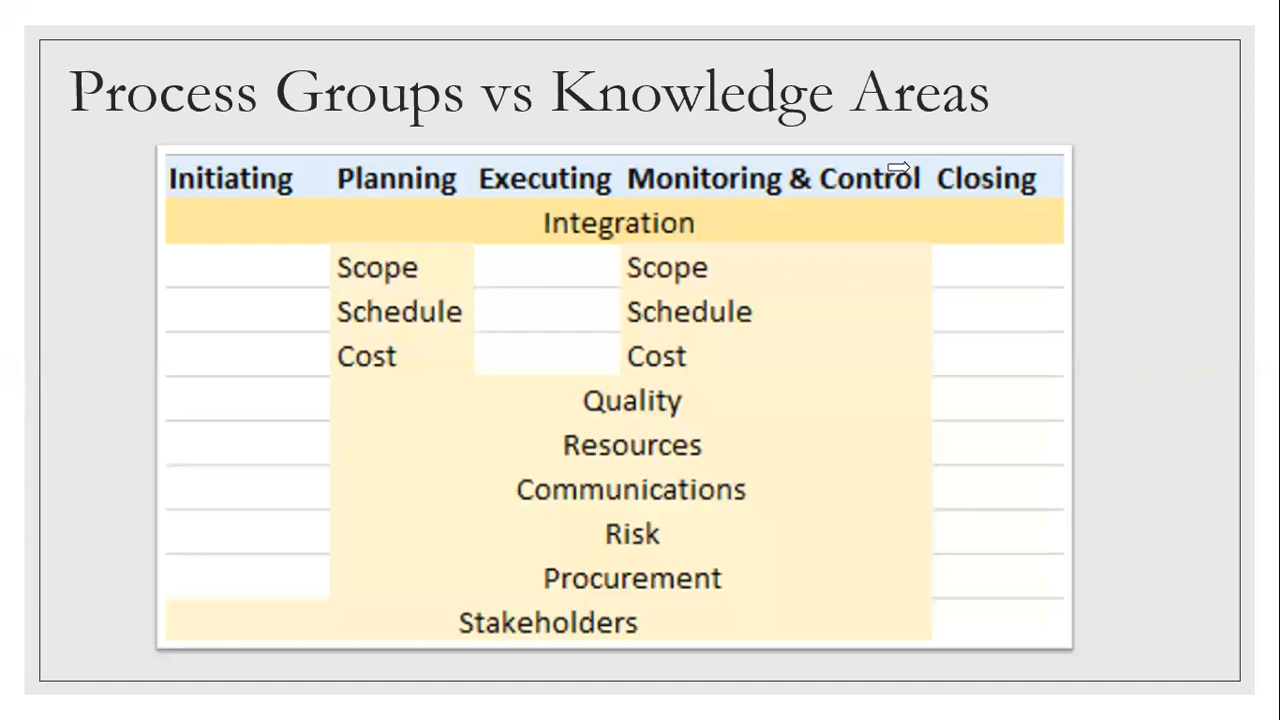 Process Groups vs Knowledge Areas
Initiating Planning Executing Monitoring & Control Closing
Integration
Scope Scope
Schedule Schedule
Cost Cost
Quality
Resources
Communications
Risk
Procurement
Stakeholders